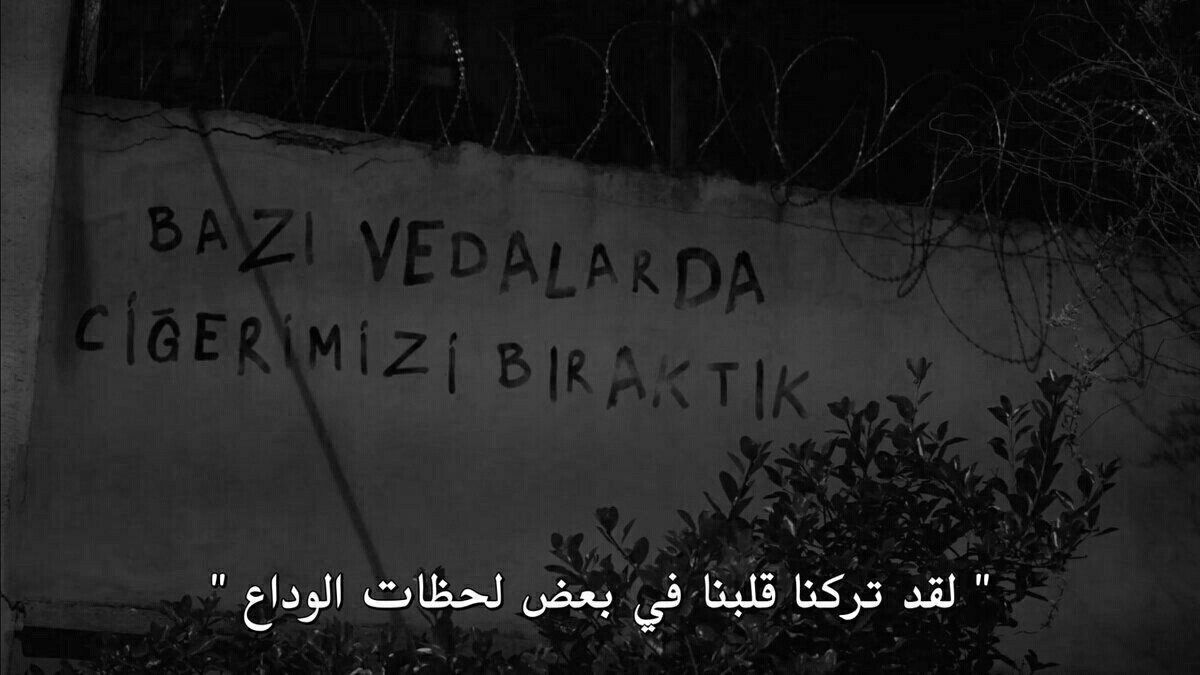 BAZI VEDALARDA
CİĞERİMİZİ BIRAKTIK
" لقد تركنا قلبنا في بعض لحظات الوداع "